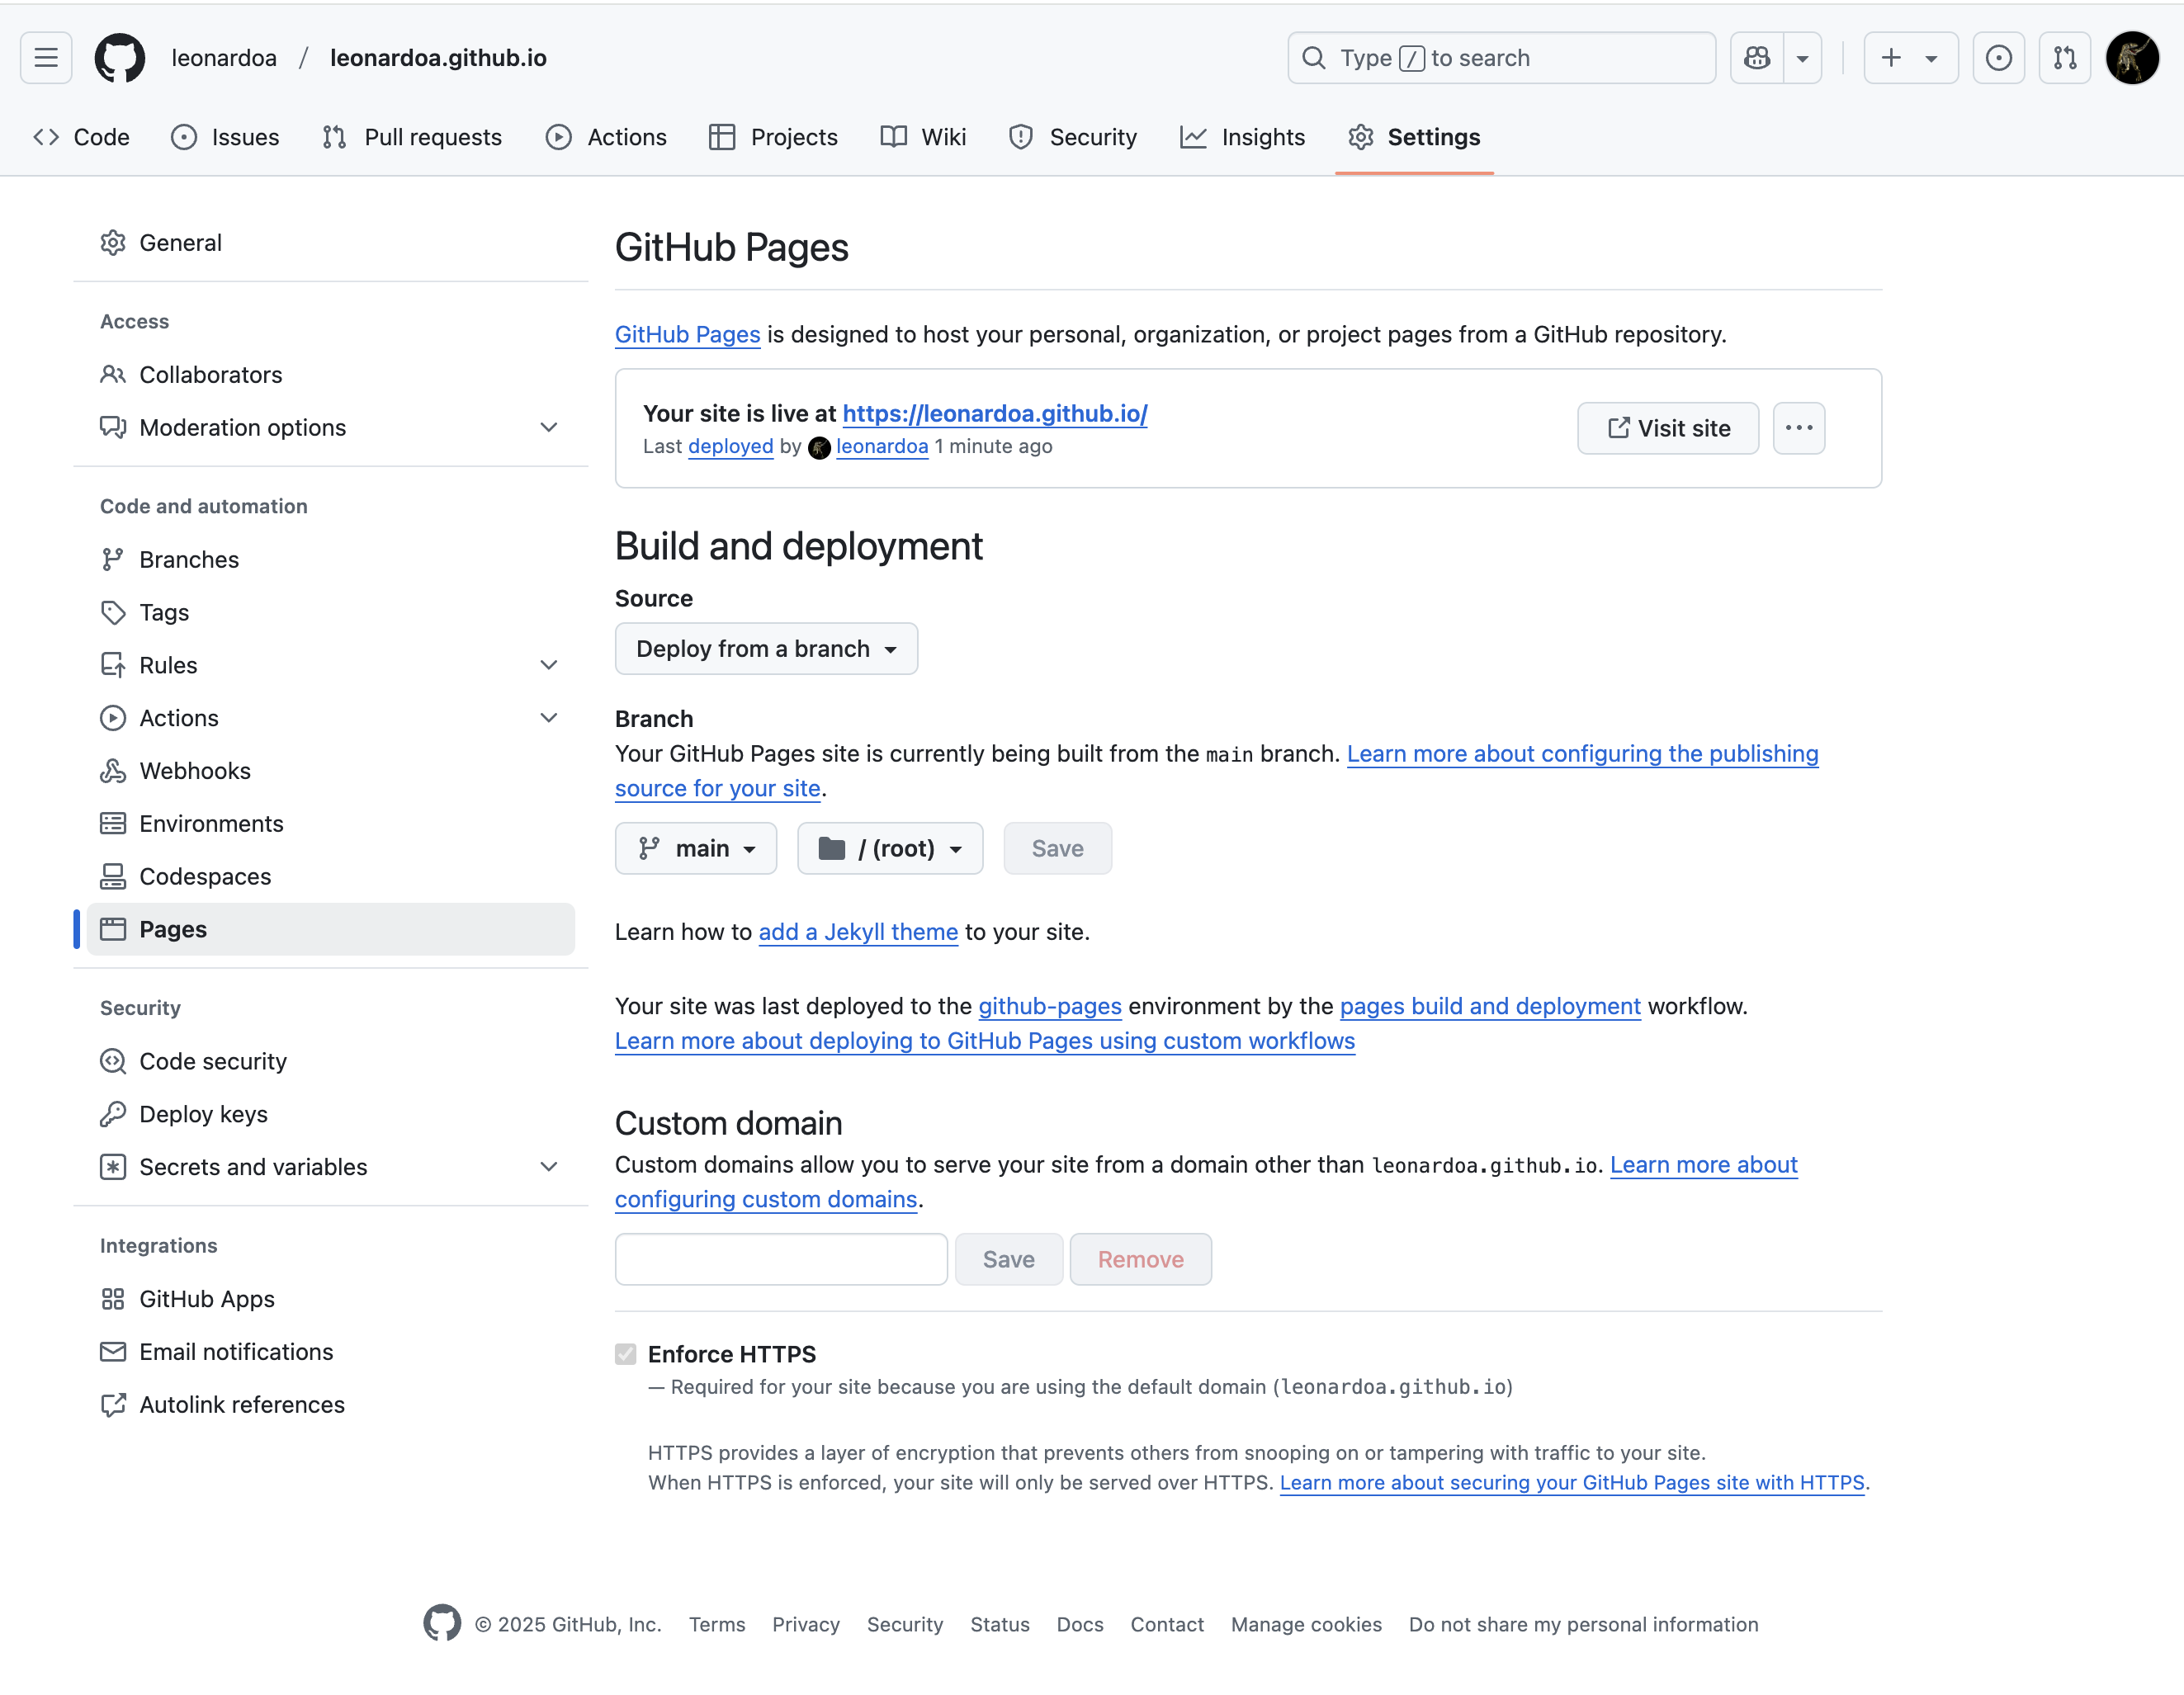 leonardoa / leonardoa.github.io
Type / to search
Code Issues Pull requests Actions Projects Wiki Security Insights Settings
General
Access
Collaborators
Moderation options
Code and automation
Branches
Tags
Rules
Actions
Webhooks
Environments
Codespaces
Pages
Security
Code security
Deploy keys
Secrets and variables
Integrations
GitHub Apps
Email notifications
Autolink references
GitHub Pages
GitHub Pages is designed to host your personal, organization, or project pages from a GitHub repository.
Your site is live at https://leonardoa.github.io/
Last deployed by leonardoa 1 minute ago
Visit site
Build and deployment
Source
Deploy from a branch
Branch
Your GitHub Pages site is currently being built from the main branch. Learn more about configuring the publishing
source for your site.
main / (root) Save
Learn how to add a Jekyll theme to your site.
Your site was last deployed to the github-pages environment by the pages build and deployment workflow.
Learn more about deploying to GitHub Pages using custom workflows
Custom domain
Custom domains allow you to serve your site from a domain other than leonardoa.github.io. Learn more about
configuring custom domains.
Save Remove
Enforce HTTPS
— Required for your site because you are using the default domain (leonardoa.github.io)
HTTPS provides a layer of encryption that prevents others from snooping on or tampering with traffic to your site.
When HTTPS is enforced, your site will only be served over HTTPS. Learn more about securing your GitHub Pages site with HTTPS.
© 2025 GitHub, Inc. Terms Privacy Security Status Docs Contact Manage cookies Do not share my personal information